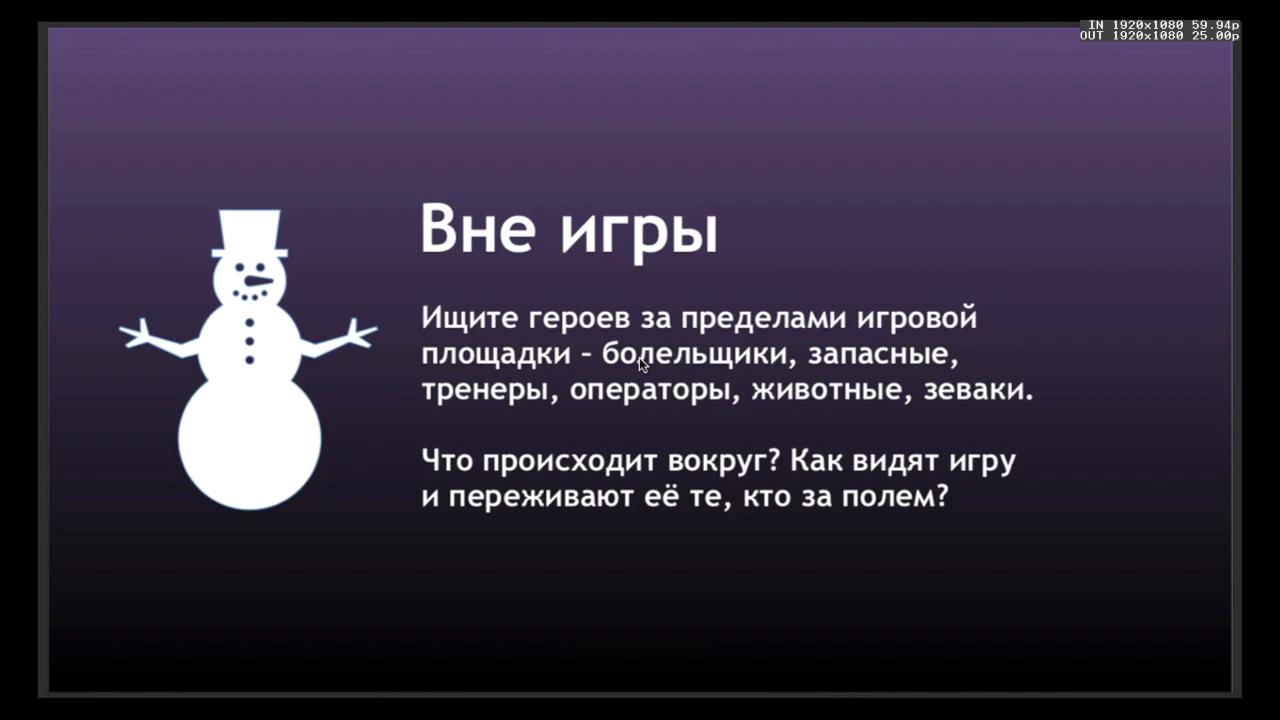 IN 1920x1080 59.94p
OUT 1920x1080 25.00p
Вне игры
Ищите героев за пределами игровой
площадки – болельщики, запасные,
тренеры, операторы, животные, зеваки.
Что происходит вокруг? Как видят игру
и переживают её те, кто за полем?